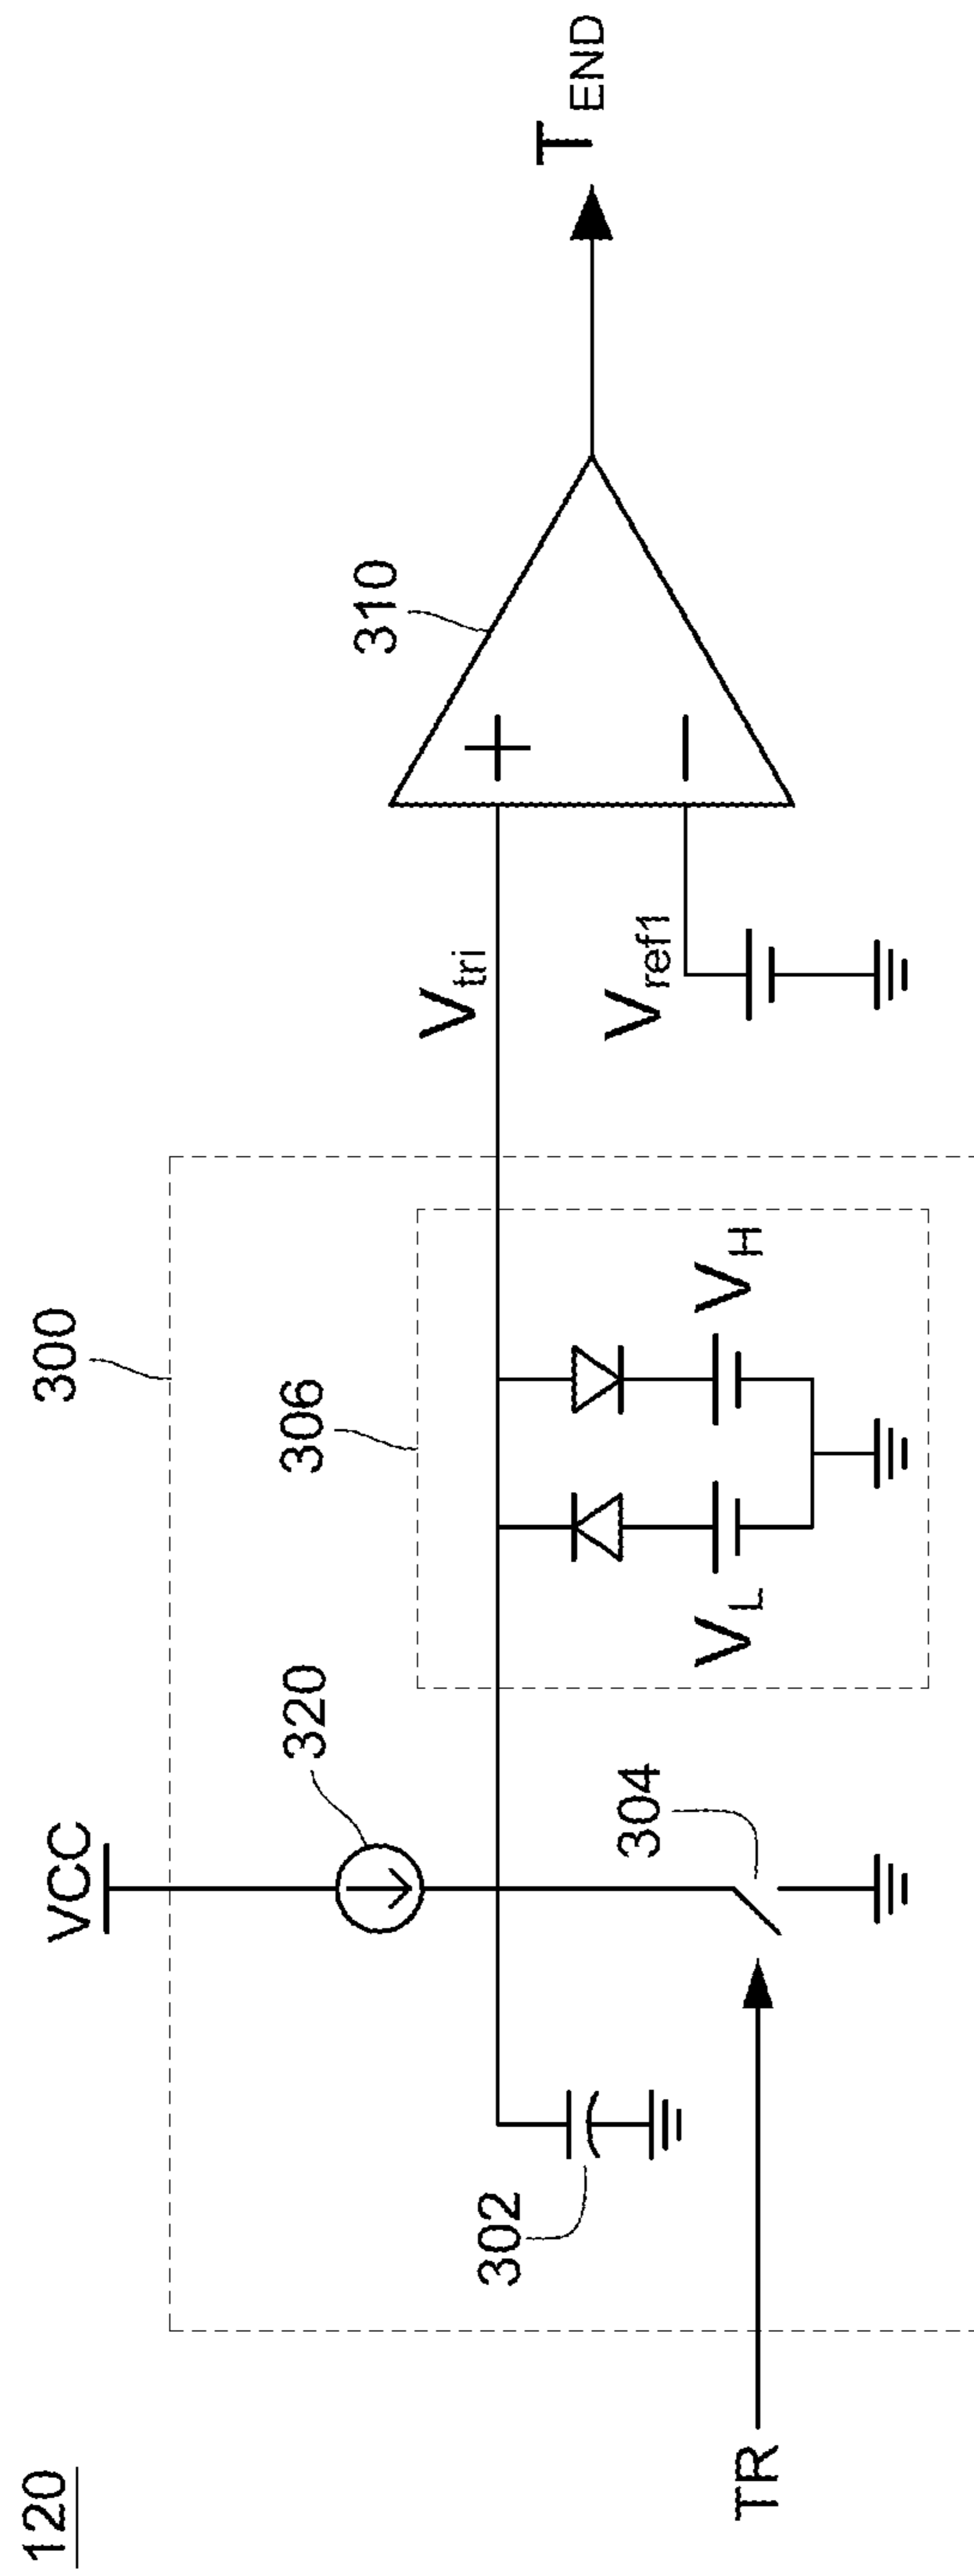 120
300
VCC
320
306
310
V_tri
T_END
302
304
V_L
V_H
V_ref1
TR
+
−